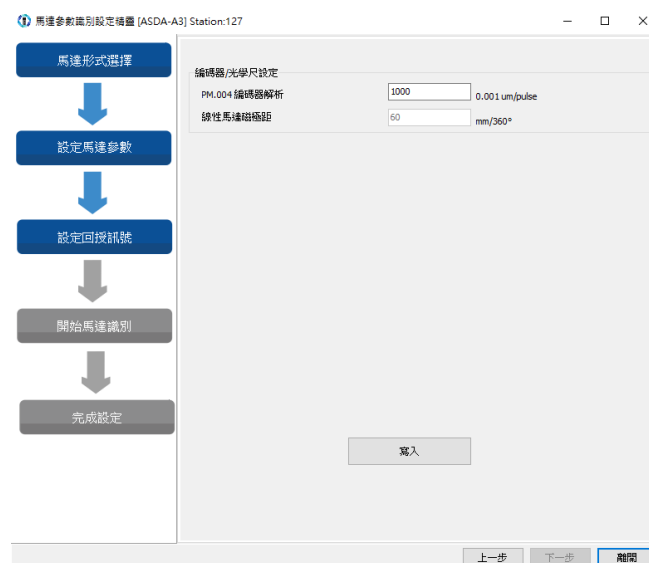 馬達參數識別設定精靈 [ASDA-A3] Station:127
馬達形式選擇
設定馬達參數
設定回授訊號
開始馬達識別
完成設定
編碼器/光學尺設定
PM.004 編碼器解析 1000 0.001 um/pulse
線性馬達磁極距 60 mm/360°
寫入
上一步 下一步 離開